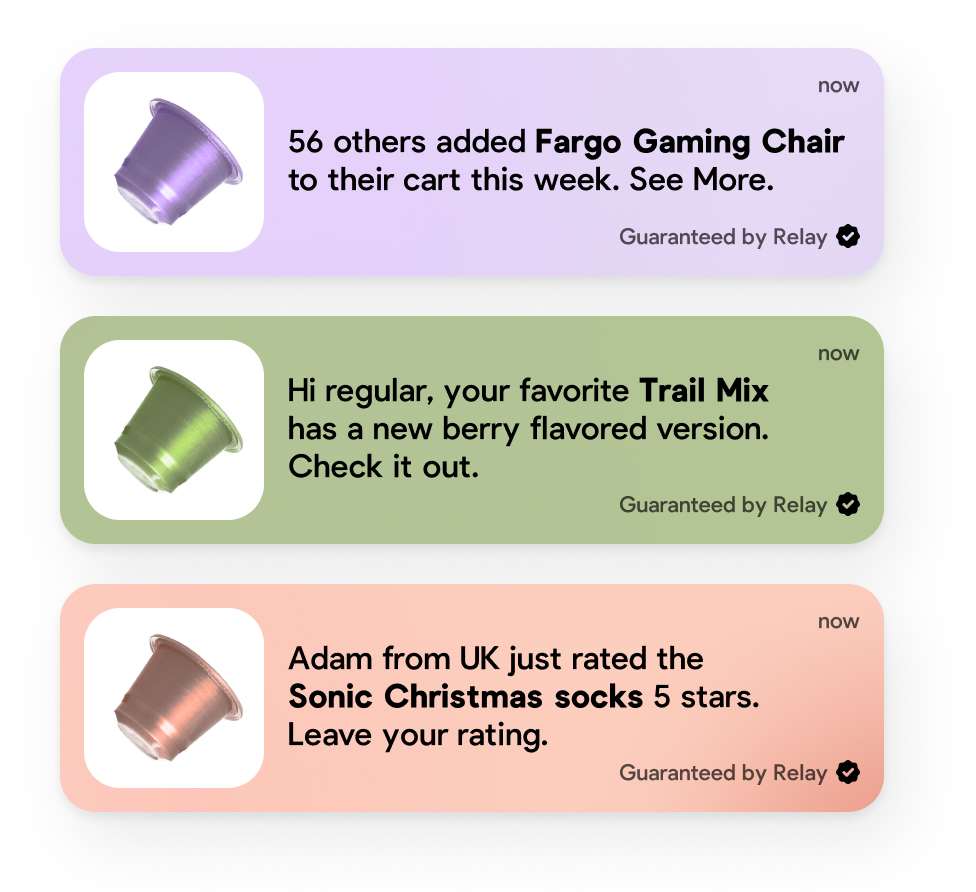 now
56 others added Fargo Gaming Chair
to their cart this week. See More.
Guaranteed by Relay
now
Hi regular, your favorite Trail Mix
has a new berry flavored version.
Check it out.
Guaranteed by Relay
now
Adam from UK just rated the
Sonic Christmas socks 5 stars.
Leave your rating.
Guaranteed by Relay